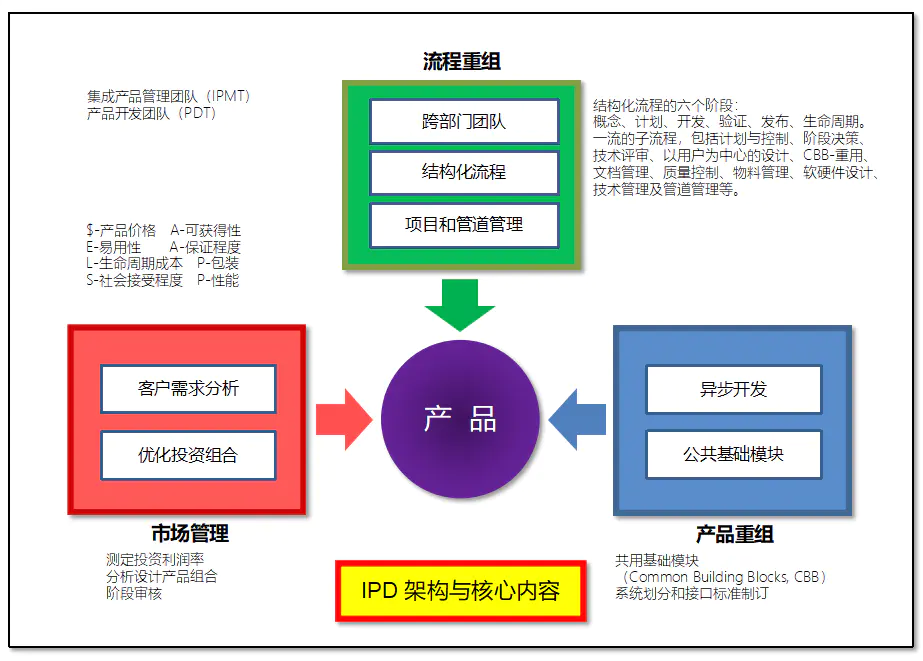 流程重组
集成产品管理团队（IPMT）
产品开发团队（PDT）
跨部门团队
结构化流程
项目和管道管理
结构化流程的六个阶段：
概念、计划、开发、验证、发布、生命周期。
一流的子流程，包括计划与控制、阶段决策、
技术评审、以用户为中心的设计、CBB-重用、
文档管理、质量控制、物料管理、软硬件设计、
技术管理及管道管理等。
$-产品价格 A-可获得性
E-易用性 A-保证程度
L-生命周期成本 P-包装
S-社会接受程度 P-性能
客户需求分析
优化投资组合
产 品
异步开发
公共基础模块
市场管理
测定投资利润率
分析设计产品组合
阶段审核
产品重组
共用基础模块
（Common Building Blocks, CBB）
系统划分和接口标准制订
IPD 架构与核心内容